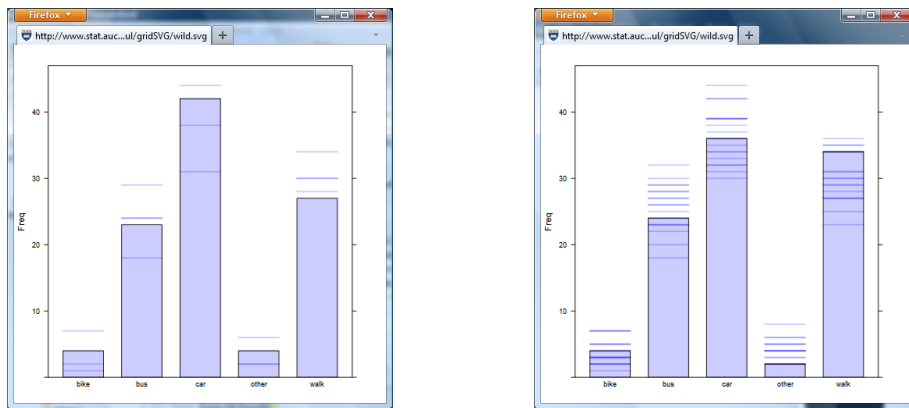 Firefox
http://www.stat.auc...ul/gridSVG/wild.svg
Freq
40
30
20
10
bike bus car other walk
Firefox
http://www.stat.auc...ul/gridSVG/wild.svg
Freq
40
30
20
10
bike bus car other walk